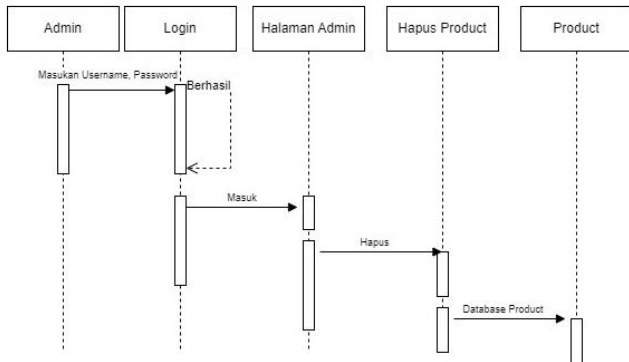 Admin
Login
Halaman Admin
Hapus Product
Product
Masukan Username, Password
Berhasil
Masuk
Hapus
Database Product